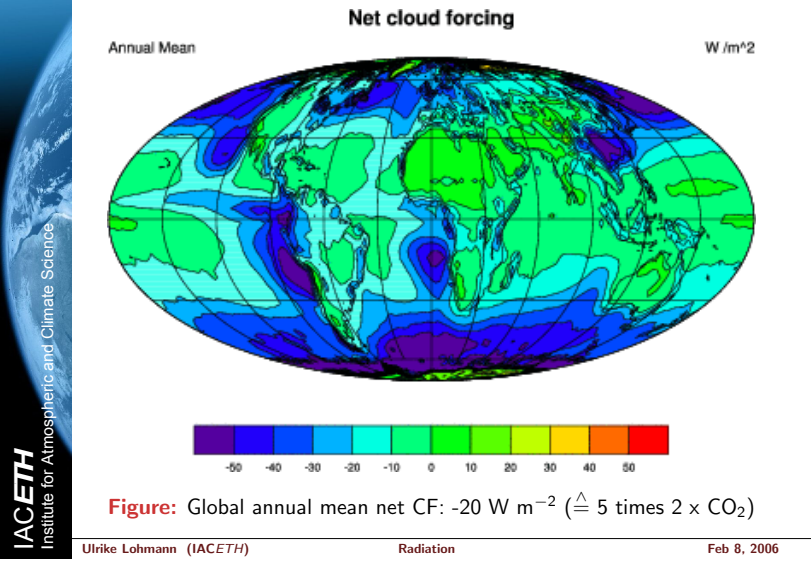 Net cloud forcing
Annual Mean
W /m^2
-50 -40 -30 -20 -10 0 10 20 30 40 50
Figure: Global annual mean net CF: -20 W m⁻² (≙ 5 times 2 x CO₂)
IACETH
Institute for Atmospheric and Climate Science
Ulrike Lohmann (IACETH) Radiation Feb 8, 2006